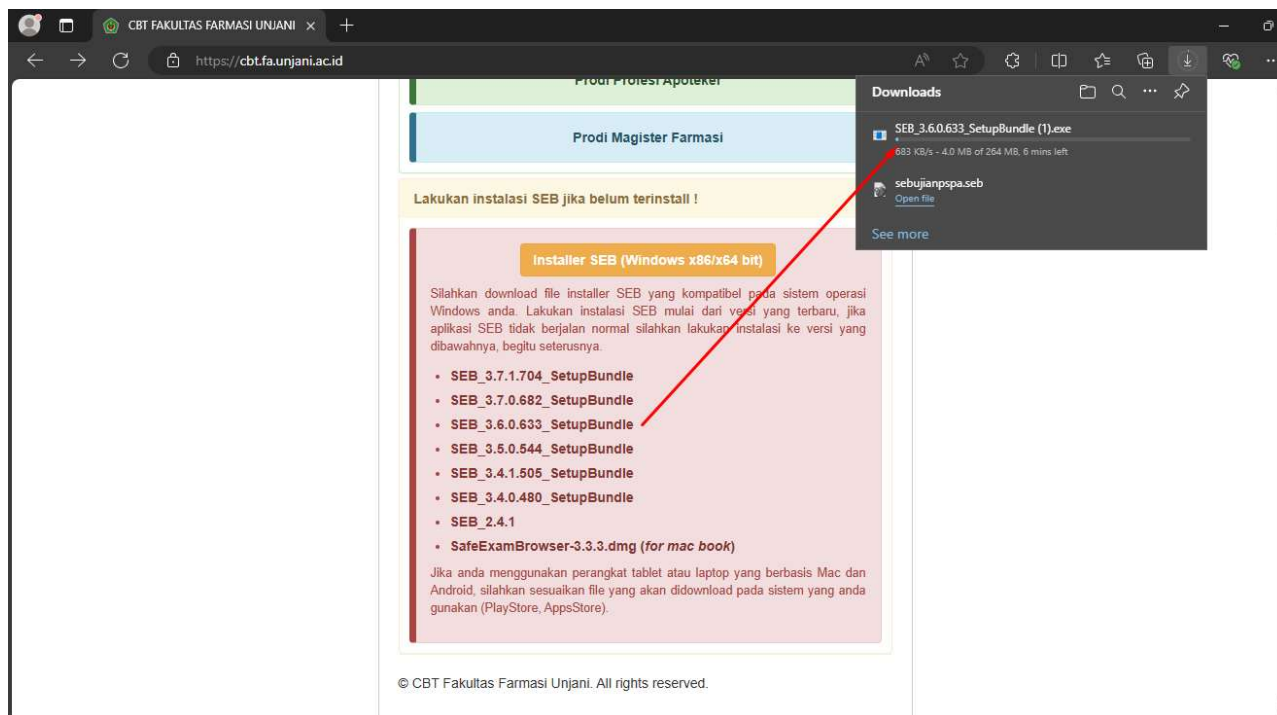 CBT FAKULTAS FARMASI UNJANI
https://cbt.fa.unjani.ac.id
Prodi Profesi Apoteker
Prodi Magister Farmasi
Lakukan instalasi SEB jika belum terinstall !
Installer SEB (Windows x86/x64 bit)
Silahkan download file installer SEB yang kompatibel pada sistem operasi
Windows anda. Lakukan instalasi SEB mulai dari versi yang terbaru, jika
aplikasi SEB tidak berjalan normal silahkan lakukan instalasi ke versi yang
dibawahnya, begitu seterusnya.
• SEB_3.7.1.704_SetupBundle
• SEB_3.7.0.682_SetupBundle
• SEB_3.6.0.633_SetupBundle
• SEB_3.5.0.544_SetupBundle
• SEB_3.4.1.505_SetupBundle
• SEB_3.4.0.480_SetupBundle
• SEB_2.4.1
• SafeExamBrowser-3.3.3.dmg (for mac book)
Jika anda menggunakan perangkat tablet atau laptop yang berbasis Mac dan
Android, silahkan sesuaikan file yang akan didownload pada sistem yang anda
gunakan (PlayStore, AppsStore).
© CBT Fakultas Farmasi Unjani. All rights reserved.
Downloads
SEB_3.6.0.633_SetupBundle (1).exe
683 KB/s - 4.0 MB of 264 MB, 6 mins left
sebujianpspa.seb
Open file
See more